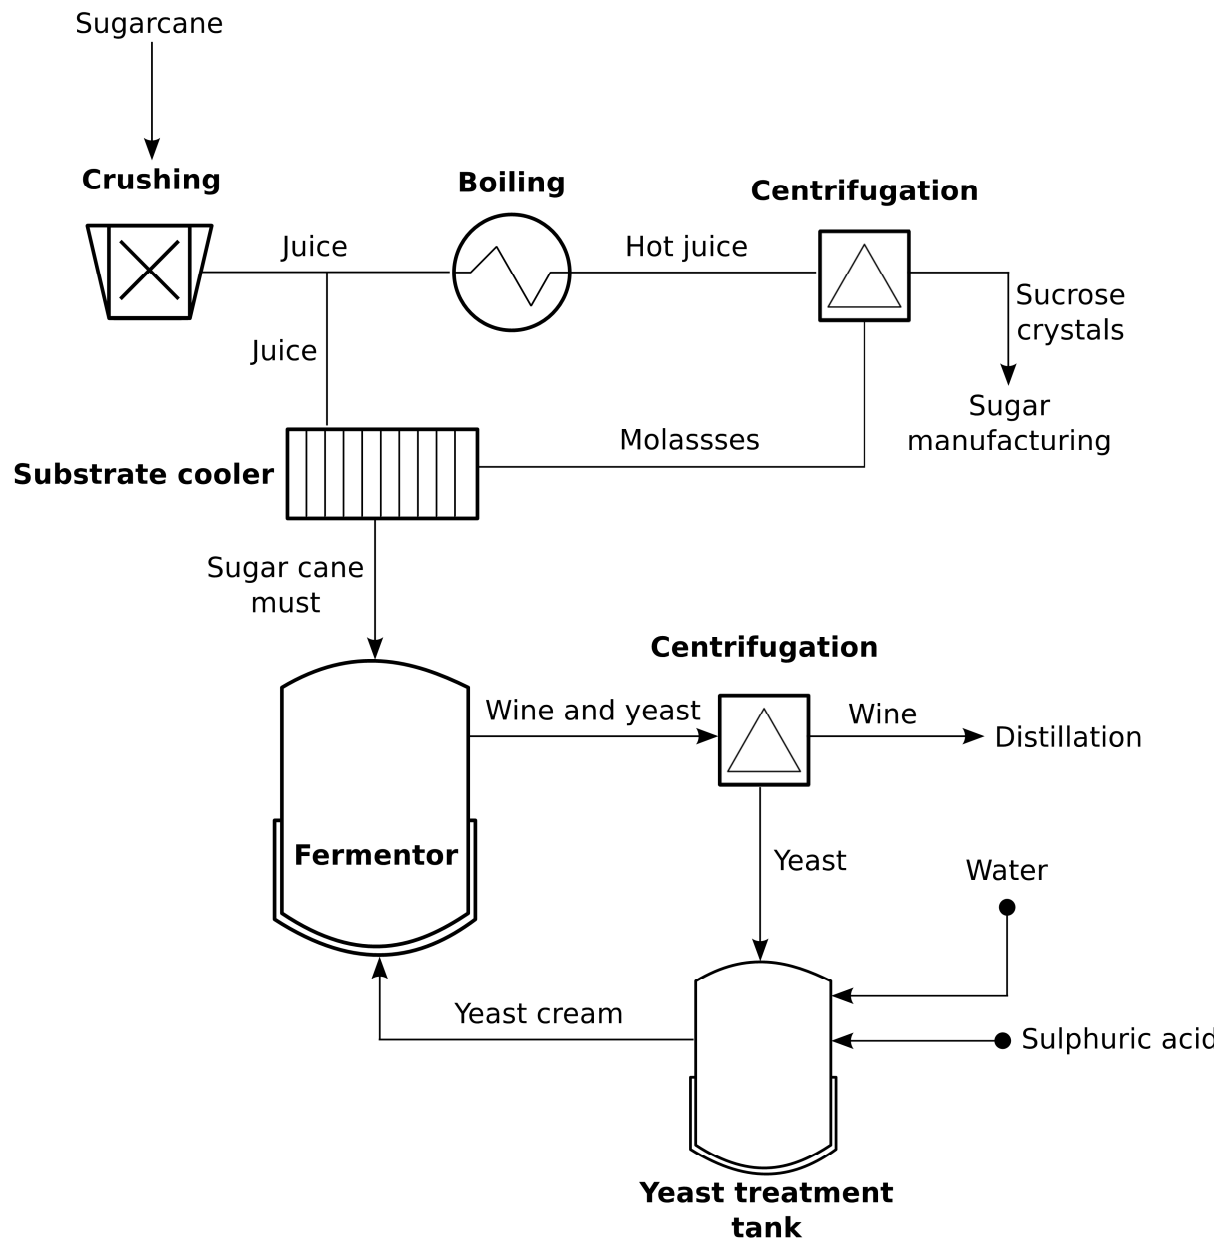 Sugarcane
Crushing
Boiling
Centrifugation
Juice
Hot juice
Sucrose
crystals
Juice
Sugar
manufacturing
Molassses
Substrate cooler
Sugar cane
must
Centrifugation
Wine and yeast
Wine
Distillation
Fermentor
Yeast
Water
Yeast cream
Sulphuric acid
Yeast treatment
tank